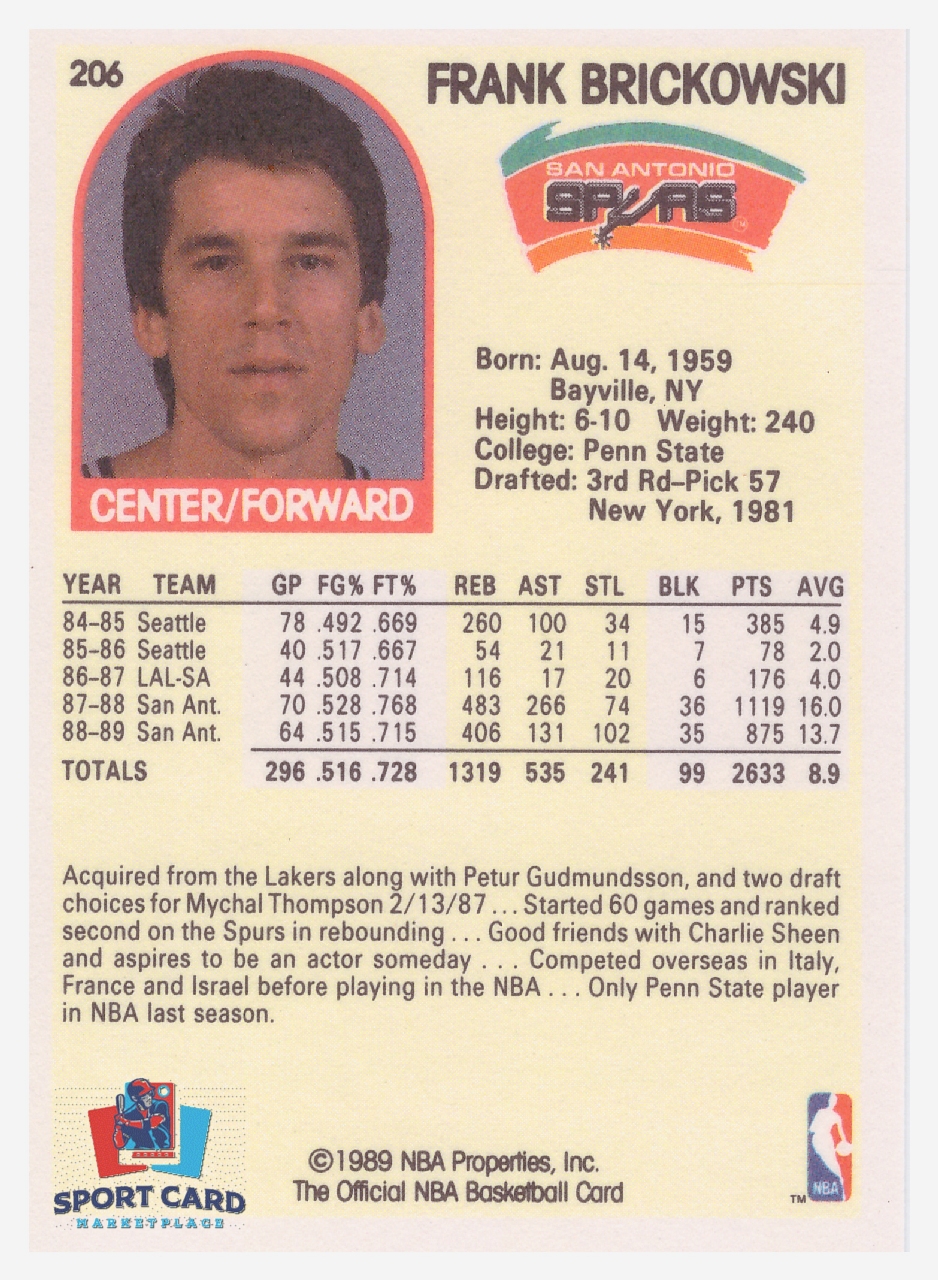 206
FRANK BRICKOWSKI
SAN ANTONIO
SPURS
TM
Born: Aug. 14, 1959
Bayville, NY
Height: 6-10 Weight: 240
College: Penn State
Drafted: 3rd Rd–Pick 57
New York, 1981
CENTER/FORWARD
YEAR TEAM GP FG% FT% REB AST STL BLK PTS AVG
84–85 Seattle 78 .492 .669 260 100 34 15 385 4.9
85–86 Seattle 40 .517 .667 54 21 11 7 78 2.0
86–87 LAL-SA 44 .508 .714 116 17 20 6 176 4.0
87–88 San Ant. 70 .528 .768 483 266 74 36 1119 16.0
88–89 San Ant. 64 .515 .715 406 131 102 35 875 13.7
TOTALS 296 .516 .728 1319 535 241 99 2633 8.9
Acquired from the Lakers along with Petur Gudmundsson, and two draft
choices for Mychal Thompson 2/13/87 ... Started 60 games and ranked
second on the Spurs in rebounding ... Good friends with Charlie Sheen
and aspires to be an actor someday ... Competed overseas in Italy,
France and Israel before playing in the NBA ... Only Penn State player
in NBA last season.
SPORT CARD
MARKETPLACE
©1989 NBA Properties, Inc.
The Official NBA Basketball Card
TM
NBA